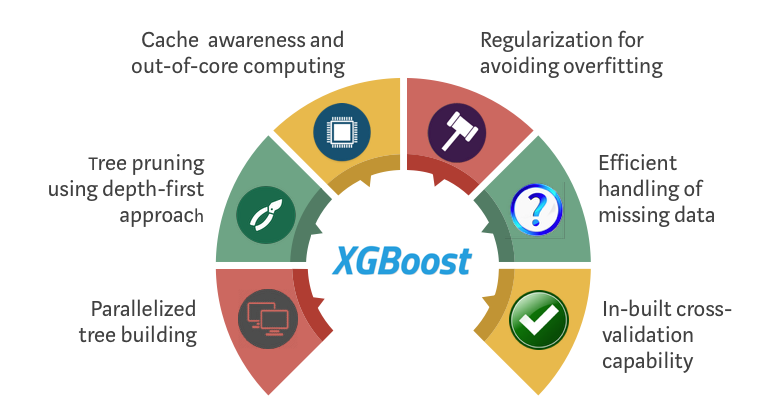 Cache awareness and
out-of-core computing
Regularization for
avoiding overfitting
Tree pruning
using depth-first
approach
Efficient
handling of
missing data
XGBoost
Parallelized
tree building
In-built cross-
validation
capability